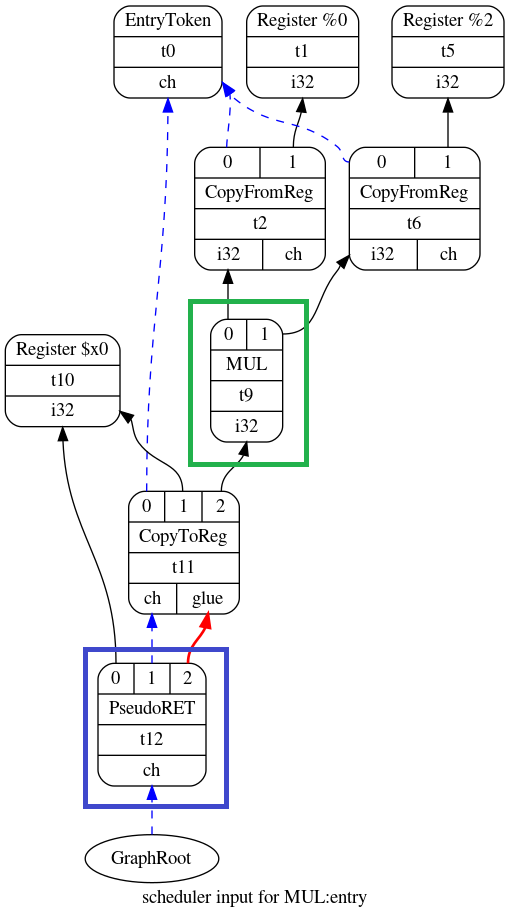 EntryToken
t0
ch
Register %0
t1
i32
Register %2
t5
i32
0 1
CopyFromReg
t2
i32 ch
0 1
CopyFromReg
t6
i32 ch
0 1
MUL
t9
i32
Register $x0
t10
i32
0 1 2
CopyToReg
t11
ch glue
0 1 2
PseudoRET
t12
ch
GraphRoot
scheduler input for MUL:entry